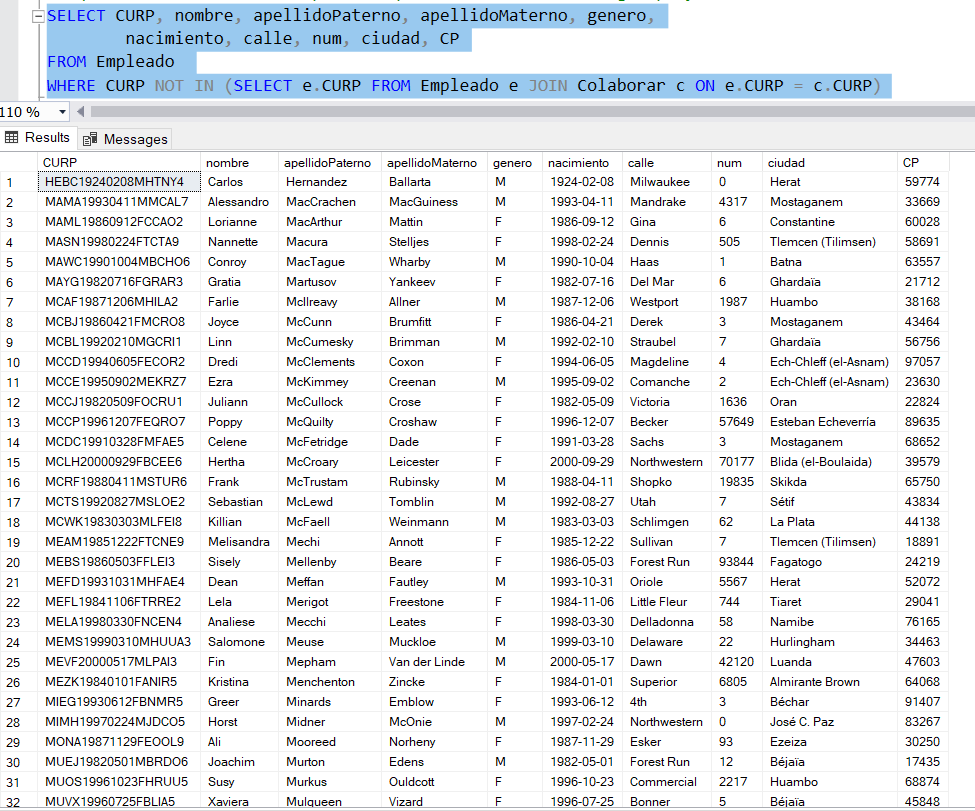 SELECT CURP, nombre, apellidoPaterno, apellidoMaterno, genero,
nacimiento, calle, num, ciudad, CP
FROM Empleado
WHERE CURP NOT IN (SELECT e.CURP FROM Empleado e JOIN Colaborar c ON e.CURP = c.CURP)
110 %
Results Messages
CURP nombre apellidoPaterno apellidoMaterno genero nacimiento calle num ciudad CP
1 HEBC19240208MHTNY4 Carlos Hernandez Ballarta M 1924-02-08 Milwaukee 0 Herat 59774
2 MAMA19930411MMCAL7 Alessandro MacCrachen MacGuiness M 1993-04-11 Mandrake 4317 Mostaganem 33669
3 MAML19860912FCCAO2 Lorianne MacArthur Mattin F 1986-09-12 Gina 6 Constantine 60028
4 MASN19980224FTCTA9 Nannette Macura Stelljes F 1998-02-24 Dennis 505 Tlemcen (Tilimsen) 58691
5 MAWC19901004MBCHO6 Conroy MacTague Wharby M 1990-10-04 Haas 1 Batna 63557
6 MAYG19820716FGRAR3 Gratia Martusov Yankeev F 1982-07-16 Del Mar 6 Ghardaïa 21712
7 MCAF19871206MHILA2 Farlie McIlreavy Allner M 1987-12-06 Westport 1987 Huambo 38168
8 MCBJ19860421FMCRO8 Joyce McCunn Brumfitt F 1986-04-21 Derek 3 Mostaganem 43464
9 MCBL19920210MGCRI1 Linn McCumesky Brimman M 1992-02-10 Straubel 7 Ghardaïa 56756
10 MCCD19940605FECOR2 Dredi McClements Coxon F 1994-06-05 Magdeline 4 Ech-Chleff (el-Asnam) 97057
11 MCCE19950902MEKRZ7 Ezra McKimmey Creenan M 1995-09-02 Comanche 2 Ech-Chleff (el-Asnam) 23630
12 MCCJ19820509FOCRU1 Juliann McCullock Crose F 1982-05-09 Victoria 1636 Oran 22824
13 MCCP19961207FEQRO7 Poppy McQuilty Croshaw F 1996-12-07 Becker 57649 Esteban Echeverría 89635
14 MCDC19910328FMFAE5 Celene McFetridge Dade F 1991-03-28 Sachs 3 Mostaganem 68652
15 MCLH20000929FBCEE6 Hertha McCroary Leicester F 2000-09-29 Northwestern 70177 Blida (el-Boulaida) 39579
16 MCRF19880411MSTUR6 Frank McTrustam Rubinsky M 1988-04-11 Shopko 19835 Skikda 65750
17 MCTS19920827MSLOE2 Sebastian McLewd Tomblin M 1992-08-27 Utah 7 Sétif 43834
18 MCWK19830303MLFEI8 Killian McFaell Weinmann M 1983-03-03 Schlimgen 62 La Plata 44138
19 MEAM19851222FTCNE9 Melisandra Mechi Annott F 1985-12-22 Sullivan 7 Tlemcen (Tilimsen) 18891
20 MEBS19860503FFLEI3 Sisely Mellenby Beare F 1986-05-03 Forest Run 93844 Fagatogo 24219
21 MEFD19931031MHFAE4 Dean Meffan Fautley M 1993-10-31 Oriole 5567 Herat 52072
22 MEFL19841106FTRRE2 Lela Merigot Freestone F 1984-11-06 Little Fleur 744 Tiaret 29041
23 MELA19980330FNCEN4 Analiese Mecchi Leates F 1998-03-30 Delladonna 58 Namibe 76165
24 MEMS19990310MHUUA3 Salomone Meuse Muckloe M 1999-03-10 Delaware 22 Hurlingham 34463
25 MEVF20000517MLPAI3 Fin Mepham Van der Linde M 2000-05-17 Dawn 42120 Luanda 47603
26 MEZK19840101FANIR5 Kristina Menchenton Zincke F 1984-01-01 Superior 6805 Almirante Brown 64068
27 MIEG19930612FBNMR5 Greer Minards Emblow F 1993-06-12 4th 3 Béchar 91407
28 MIMH19970224MJDCO5 Horst Midner McOnie M 1997-02-24 Northwestern 0 José C. Paz 83267
29 MONA19871129FEOOL9 Ali Mooreed Norheny F 1987-11-29 Esker 93 Ezeiza 30250
30 MUEJ19820501MBRDO6 Joachim Murton Edens M 1982-05-01 Forest Run 12 Béjaïa 17435
31 MUOS19961023FHRUU5 Susy Murkus Ouldcott F 1996-10-23 Commercial 2217 Huambo 68874
32 MUVX19960725FBLIA5 Xaviera Mulqueen Vizard F 1996-07-25 Bonner 5 Béjaïa 45848